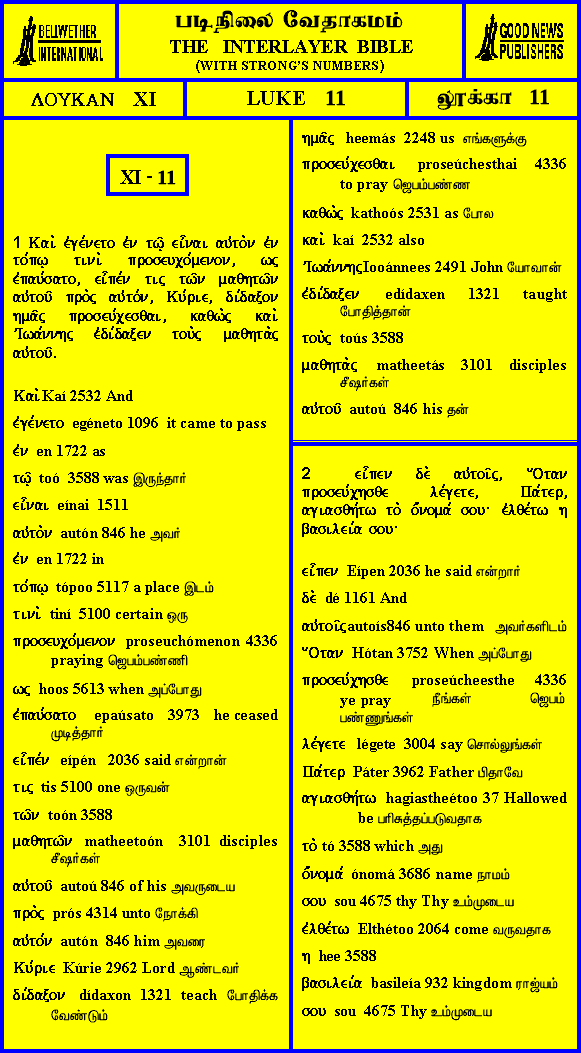 BELLWETHER
INTERNATIONAL
படிநிலை வேதாகமம்
THE INTERLAYER BIBLE
(WITH STRONG'S NUMBERS)
GOOD NEWS
PUBLISHERS
ΛΟΥΚΑΝ XI
LUKE 11
லூக்கா 11
XI - 11
1 Καὶ ἐγένετο ἐν τῷ εἶναι αὐτὸν ἐν
τόπῳ τινὶ προσευχόμενον, ως
ἐπαύσατο, εἶπέν τις τῶν μαθητῶν
αὐτοῦ πρὸς αὐτόν, Κύριε, δίδαξον
ημᾶς προσεύχεσθαι, καθὼς καὶ
Ἰωάννης ἐδίδαξεν τοὺς μαθητὰς
αὐτοῦ.
Καὶ Kaí 2532 And
ἐγένετο egéneto 1096 it came to pass
ἐν en 1722 as
τῷ toó 3588 was இருந்தார்
εἶναι eínai 1511
αὐτὸν autón 846 he அவர்
ἐν en 1722 in
τόπῳ tópoo 5117 a place இடம்
τινὶ tiní 5100 certain ஒரு
προσευχόμενον proseuchómenon 4336
praying ஜெபம்பண்ணி
ως hoos 5613 when அப்போது
ἐπαύσατο epaúsato 3973 he ceased
முடித்தார்
εἶπέν eípén 2036 said என்றான்
τις tis 5100 one ஒருவன்
τῶν toón 3588
μαθητῶν matheetoón 3101 disciples
சீஷர்கள்
αὐτοῦ autoú 846 of his அவருடைய
πρὸς prós 4314 unto நோக்கி
αὐτόν autón 846 him அவரை
Κύριε Kúrie 2962 Lord ஆண்டவர்
δίδαξον dídaxon 1321 teach போதிக்க
வேண்டும்
ημᾶς heemás 2248 us எங்களுக்கு
προσεύχεσθαι proseúchesthai 4336
to pray ஜெபம்பண்ண
καθὼς kathoós 2531 as போல
καὶ kaí 2532 also
Ἰωάννης Iooánnees 2491 John யோவான்
ἐδίδαξεν edídaxen 1321 taught
போதித்தான்
τοὺς toús 3588
μαθητὰς matheetás 3101 disciples
சீஷர்கள்
αὐτοῦ autoú 846 his தன்
2 εἶπεν δὲ αὐτοῖς, Ὅταν
προσεύχησθε λέγετε, Πάτερ,
αγιασθήτω τὸ ὄνομά σου· ἐλθέτω η
βασιλεία σου·
εἶπεν Eípen 2036 he said என்றார்
δὲ dé 1161 And
αὐτοῖς autoís846 unto them அவர்களிடம்
Ὅταν Hótan 3752 When அப்போது
προσεύχησθε proseúcheesthe 4336
ye pray நீங்கள் ஜெபம்
பண்ணுங்கள்
λέγετε légete 3004 say சொல்லுங்கள்
Πάτερ Páter 3962 Father பிதாவே
αγιασθήτω hagiastheétoo 37 Hallowed
be பரிசுத்தப்படுவதாக
τὸ tó 3588 which அது
ὄνομά ónomá 3686 name நாமம்
σου sou 4675 thy Thy உம்முடைய
ἐλθέτω Elthétoo 2064 come வருவதாக
η hee 3588
βασιλεία basileía 932 kingdom ராஜ்யம்
σου sou 4675 Thy உம்முடைய